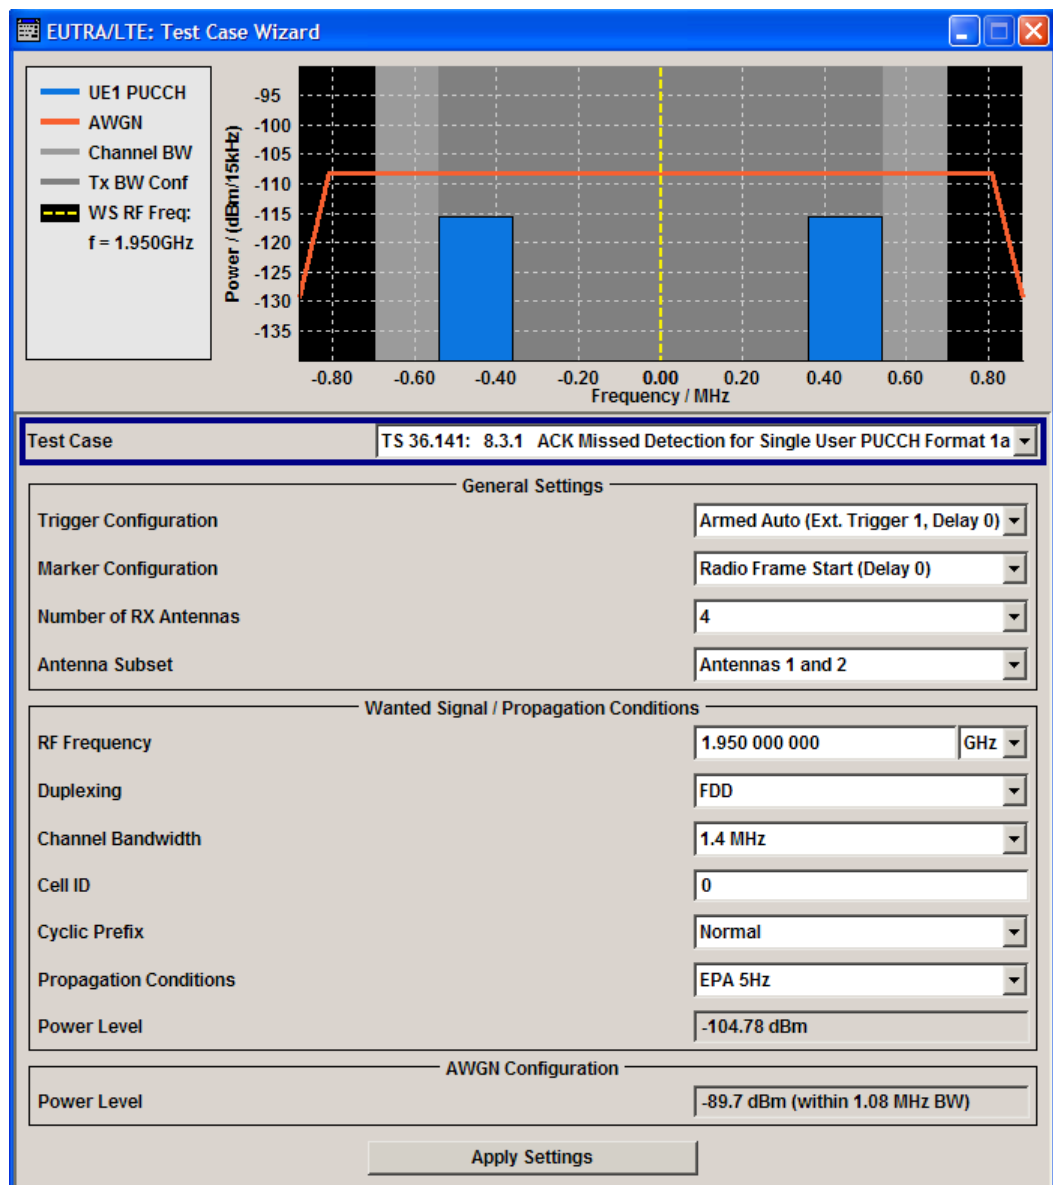 EUTRA/LTE: Test Case Wizard
UE1 PUCCH
AWGN
Channel BW
Tx BW Conf
WS RF Freq:
f = 1.950GHz
Power / (dBm/15kHz)
-95
-100
-105
-110
-115
-120
-125
-130
-135
-0.80 -0.60 -0.40 -0.20 0.00 0.20 0.40 0.60 0.80
Frequency / MHz
Test Case TS 36.141: 8.3.1 ACK Missed Detection for Single User PUCCH Format 1a
General Settings
Trigger Configuration Armed Auto (Ext. Trigger 1, Delay 0)
Marker Configuration Radio Frame Start (Delay 0)
Number of RX Antennas 4
Antenna Subset Antennas 1 and 2
Wanted Signal / Propagation Conditions
RF Frequency 1.950 000 000 GHz
Duplexing FDD
Channel Bandwidth 1.4 MHz
Cell ID 0
Cyclic Prefix Normal
Propagation Conditions EPA 5Hz
Power Level -104.78 dBm
AWGN Configuration
Power Level -89.7 dBm (within 1.08 MHz BW)
Apply Settings